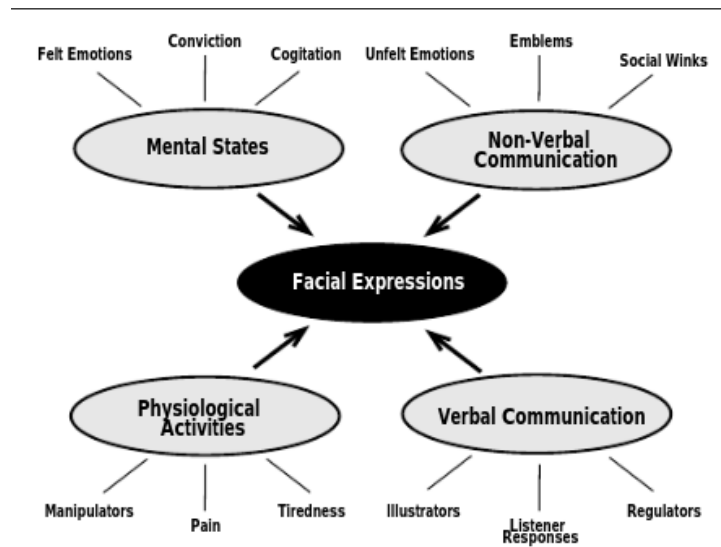 Felt Emotions
Conviction
Cogitation
Unfelt Emotions
Emblems
Social Winks
Mental States
Non-Verbal
Communication
Facial Expressions
Physiological
Activities
Verbal Communication
Manipulators
Pain
Tiredness
Illustrators
Listener
Responses
Regulators